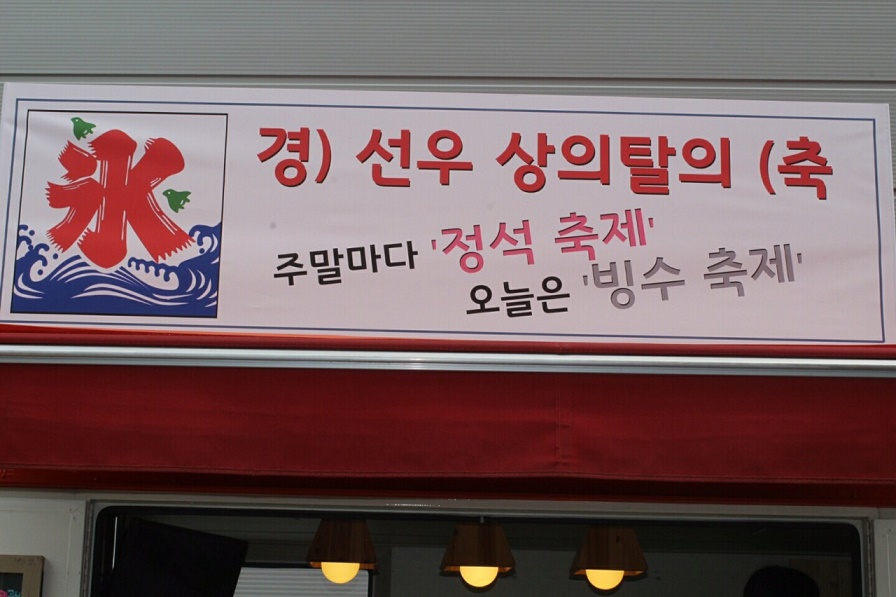 氷
경) 선우 상의탈의 (축
주말마다 '정석 축제'
오늘은 '빙수 축제'